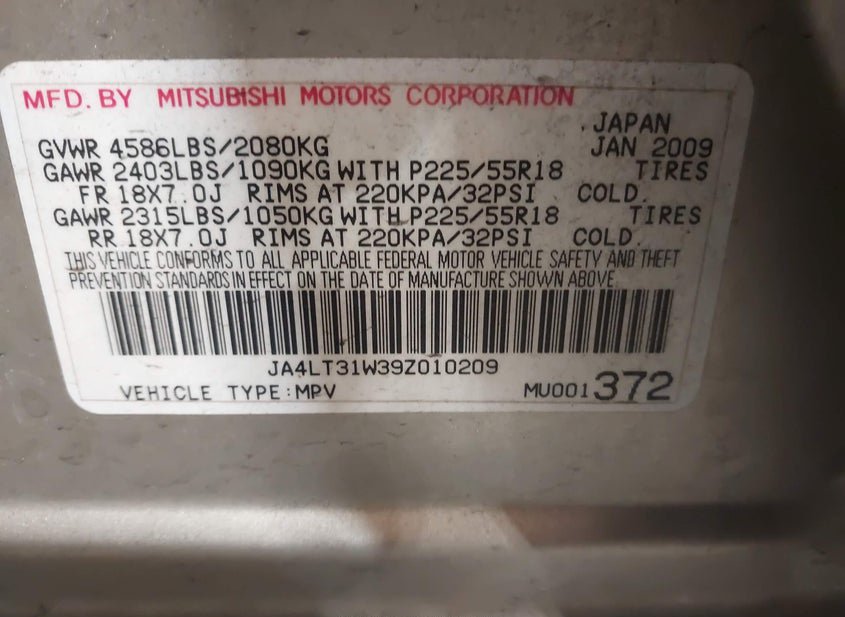 MFD. BY MITSUBISHI MOTORS CORPORATION
JAPAN
GVWR 4586LBS/2080KG JAN 2009
GAWR 2403LBS/1090KG WITH P225/55R18 TIRES
FR 18X7.0J RIMS AT 220KPA/32PSI COLD.
GAWR 2315LBS/1050KG WITH P225/55R18 TIRES
RR 18X7.0J RIMS AT 220KPA/32PSI COLD.
THIS VEHICLE CONFORMS TO ALL APPLICABLE FEDERAL MOTOR VEHICLE SAFETY AND THEFT
PREVENTION STANDARDS IN EFFECT ON THE DATE OF MANUFACTURE SHOWN ABOVE.
JA4LT31W39Z010209
VEHICLE TYPE:MPV MU001372